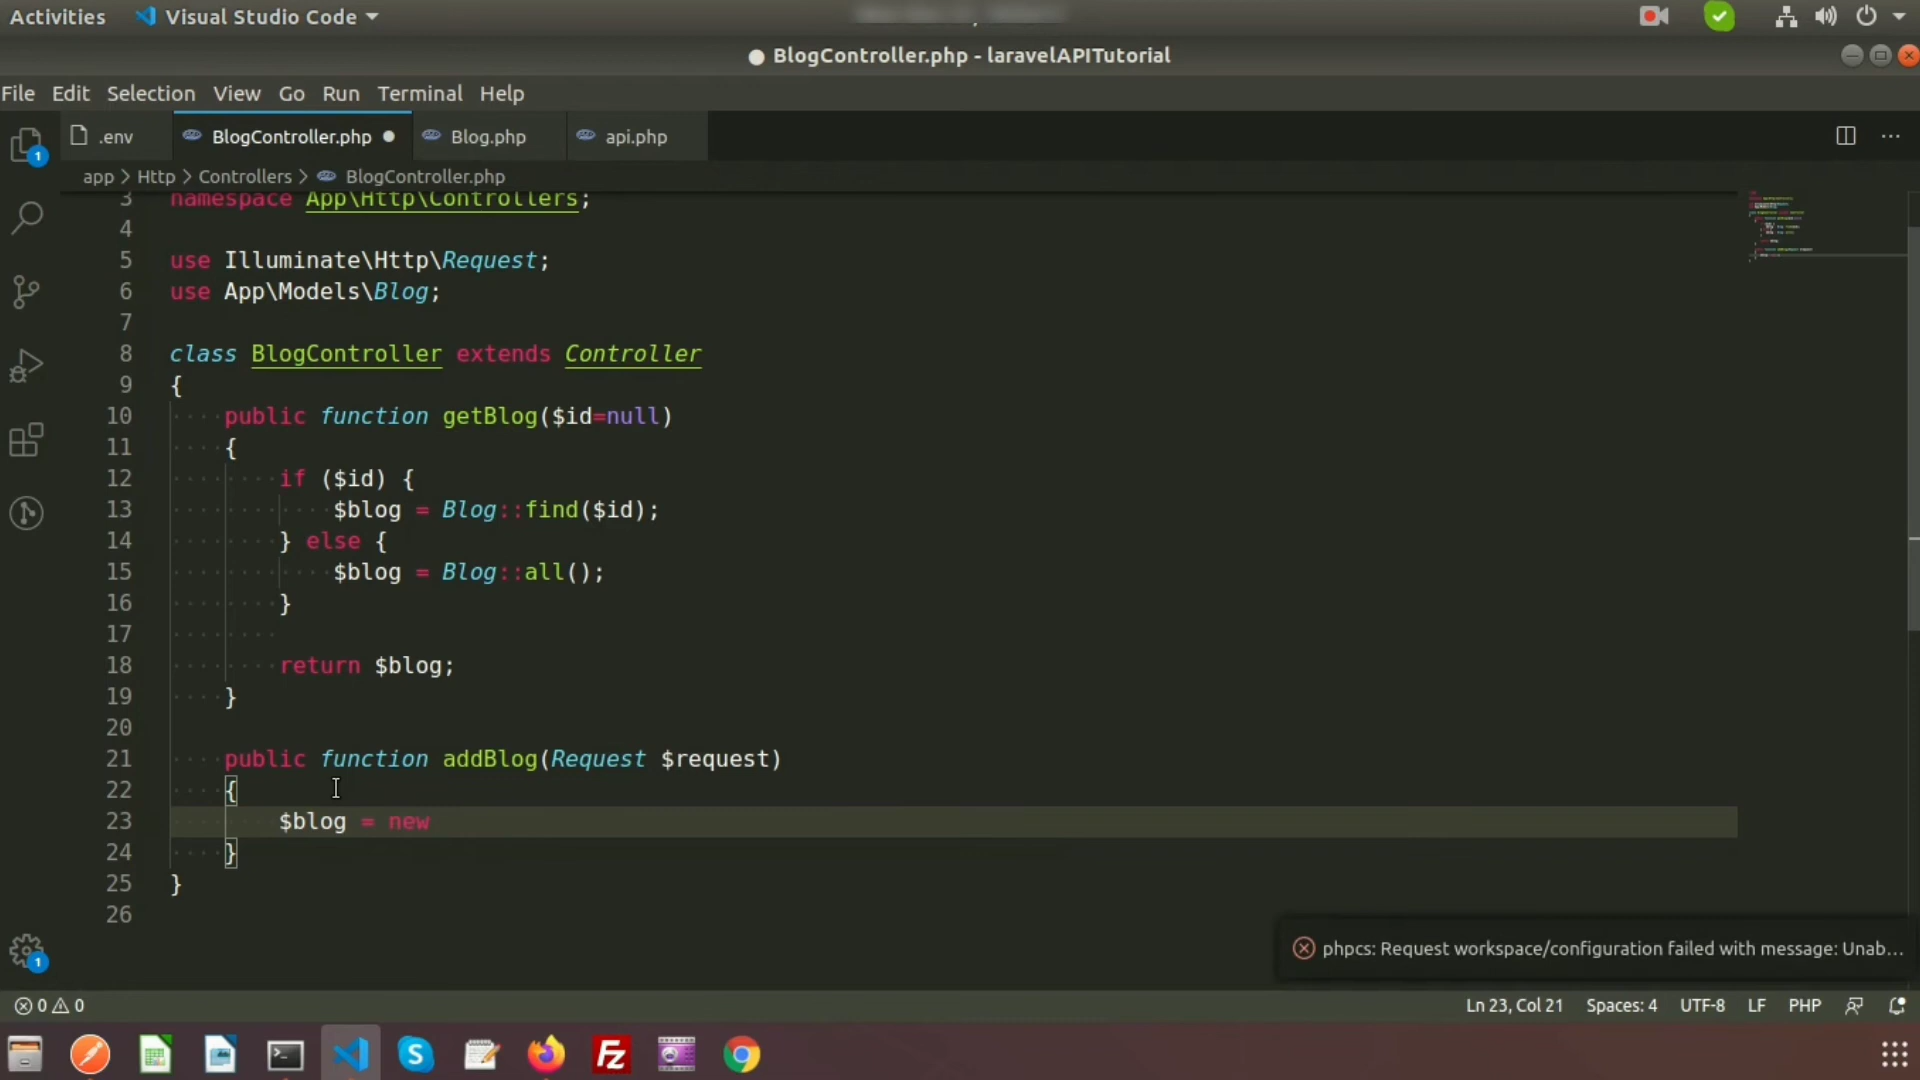 Activities Visual Studio Code
BlogController.php - laravelAPITutorial
File Edit Selection View Go Run Terminal Help
.env BlogController.php Blog.php api.php
1
app > Http > Controllers > BlogController.php
3 namespace App\Http\Controllers;
4
5 use Illuminate\Http\Request;
6 use App\Models\Blog;
7
8 class BlogController extends Controller
9 {
10 public function getBlog($id=null)
11 {
12 if ($id) {
13 $blog = Blog::find($id);
14 } else {
15 $blog = Blog::all();
16 }
17
18 return $blog;
19 }
20
21 public function addBlog(Request $request)
22 {
23 $blog = new
24 }
25 }
26
phpcs: Request workspace/configuration failed with message: Unab...
1
0 0 Ln 23, Col 21 Spaces: 4 UTF-8 LF PHP
S Fz